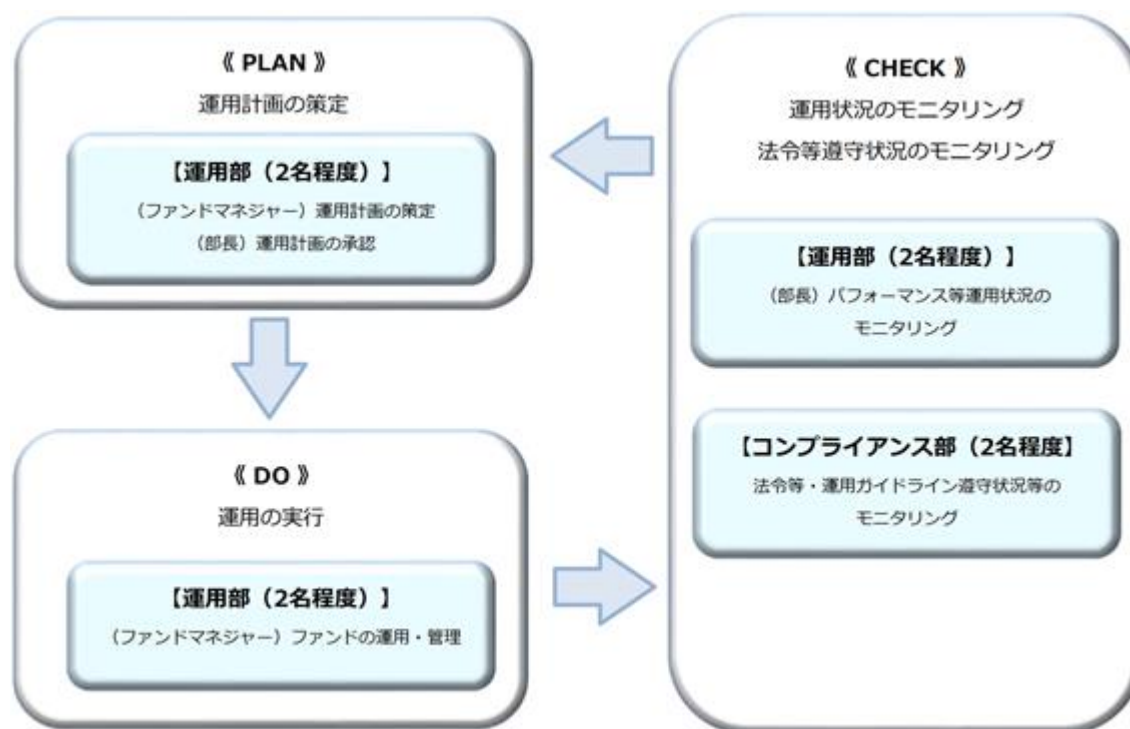 《 PLAN 》
運用計画の策定
【運用部（2名程度）】
（ファンドマネジャー）運用計画の策定
（部長）運用計画の承認
《 DO 》
運用の実行
【運用部（2名程度）】
（ファンドマネジャー）ファンドの運用・管理
《 CHECK 》
運用状況のモニタリング
法令等遵守状況のモニタリング
【運用部（2名程度）】
（部長）パフォーマンス等運用状況の
モニタリング
【コンプライアンス部（2名程度】
法令等・運用ガイドライン遵守状況等の
モニタリング